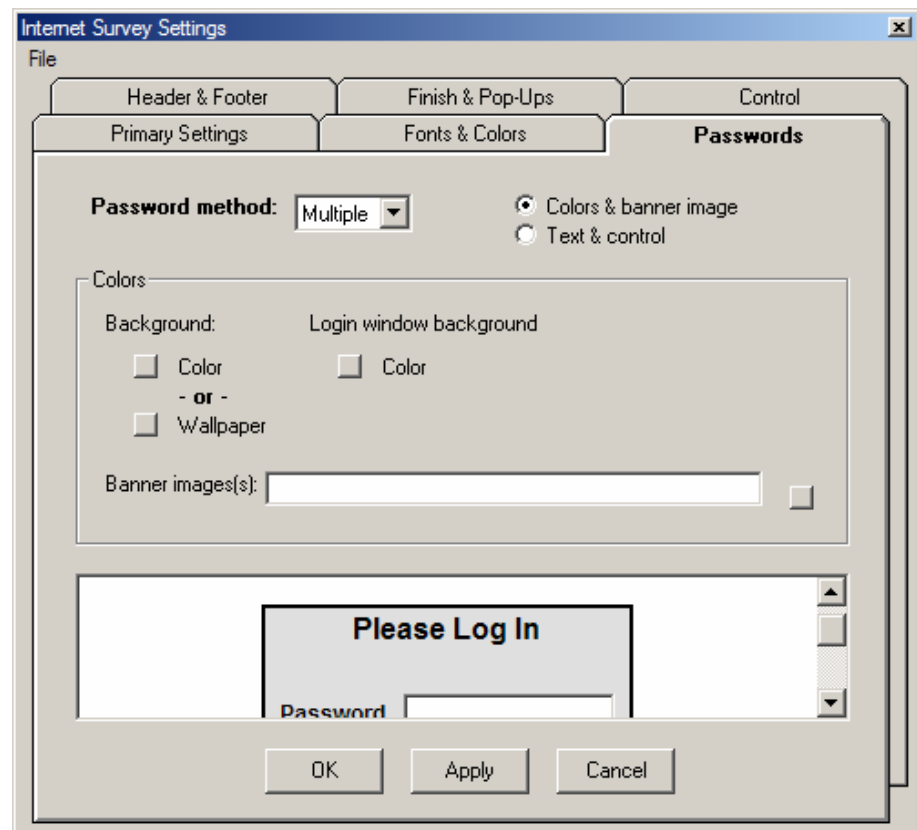 Internet Survey Settings
File
Header & Footer Finish & Pop-Ups Control
Primary Settings Fonts & Colors Passwords
Password method: Multiple Colors & banner image
Text & control
Colors
Background: Login window background
Color Color
- or -
Wallpaper
Banner images(s):
Please Log In
Password
OK Apply Cancel